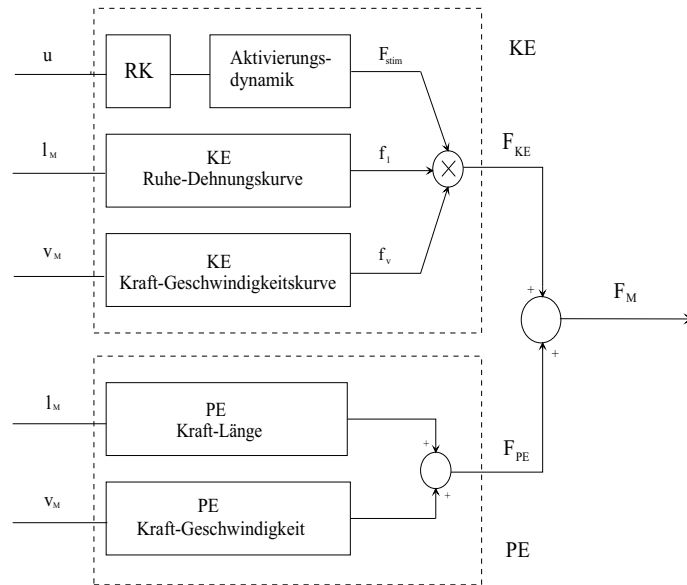 KE
u
RK
Aktivierungs-
dynamik
F_stim
l_M
KE
Ruhe-Dehnungskurve
f_l
×
F_KE
v_M
KE
Kraft-Geschwindigkeitskurve
f_v
+
F_M
+
l_M
PE
Kraft-Länge
+
F_PE
v_M
PE
Kraft-Geschwindigkeit
+
PE